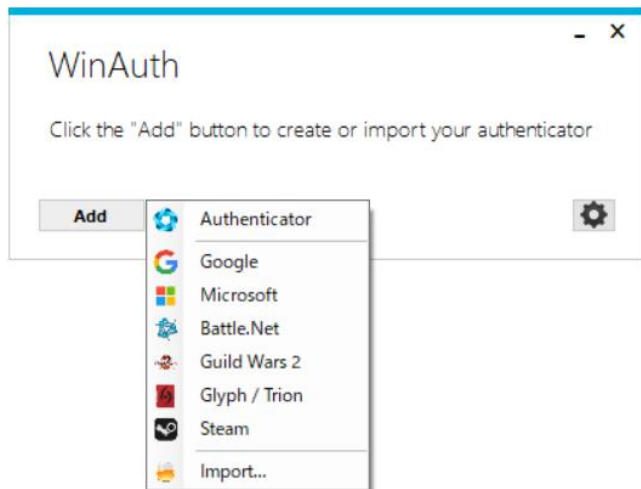 WinAuth
Click the "Add" button to create or import your authenticator
Add
Authenticator
Google
Microsoft
Battle.Net
Guild Wars 2
Glyph / Trion
Steam
Import...